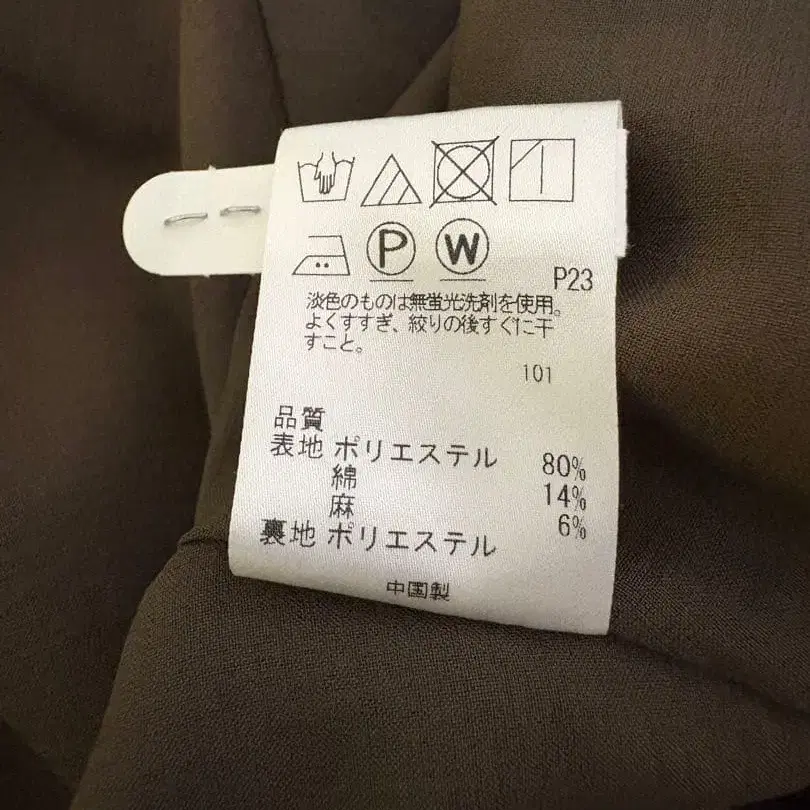 P W
P23
淡色のものは無蛍光洗剤を使用。
よくすすぎ、絞りの後すぐに干
すこと。
101
品質
表地 ポリエステル 80%
綿 14%
麻 6%
裏地 ポリエステル
中国製